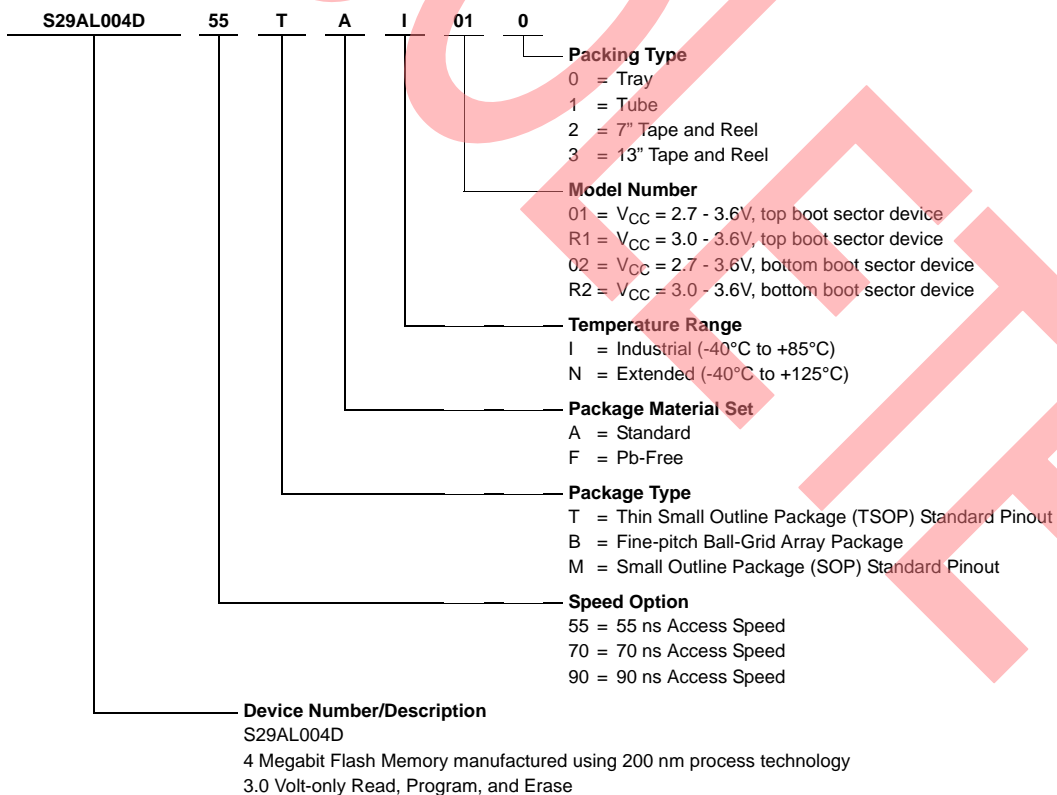 S29AL004D 55 T A I 01 0
Packing Type
0 = Tray
1 = Tube
2 = 7" Tape and Reel
3 = 13" Tape and Reel
Model Number
01 = VCC = 2.7 - 3.6V, top boot sector device
R1 = VCC = 3.0 - 3.6V, top boot sector device
02 = VCC = 2.7 - 3.6V, bottom boot sector device
R2 = VCC = 3.0 - 3.6V, bottom boot sector device
Temperature Range
I = Industrial (-40°C to +85°C)
N = Extended (-40°C to +125°C)
Package Material Set
A = Standard
F = Pb-Free
Package Type
T = Thin Small Outline Package (TSOP) Standard Pinout
B = Fine-pitch Ball-Grid Array Package
M = Small Outline Package (SOP) Standard Pinout
Speed Option
55 = 55 ns Access Speed
70 = 70 ns Access Speed
90 = 90 ns Access Speed
Device Number/Description
S29AL004D
4 Megabit Flash Memory manufactured using 200 nm process technology
3.0 Volt-only Read, Program, and Erase